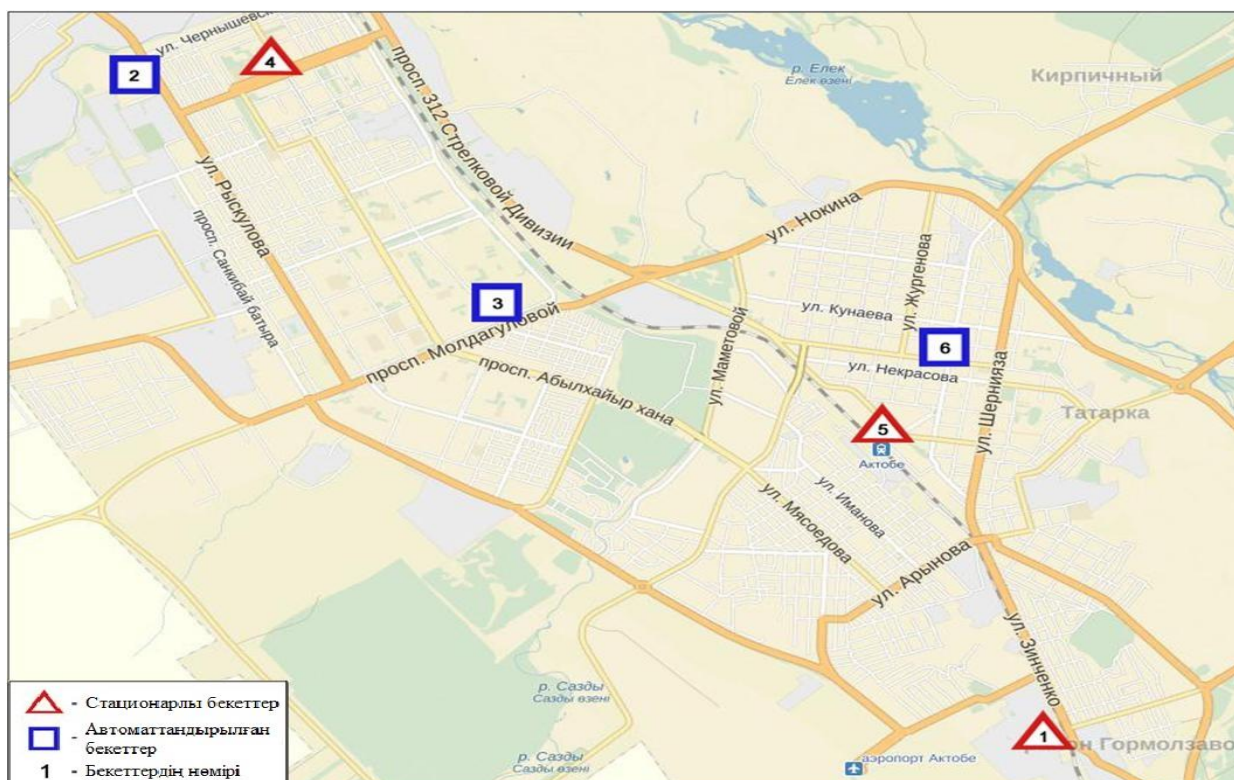 ул. Чернышевск
2
4
просп. 312 Стрелковой Дивизии
р. Елек
Елек өзені
Кирпичный
ул. Рыскулова
просп. Санкибай батыра
ул. Нокина
ул. Жургенова
3
просп. Молдагуловой
ул. Кунаева
6
ул. Некрасова
ул. Маметовой
просп. Абылхайыр хана
ул. Шернияза
Татарка
5
Актобе
ул. Иманова
ул. Мясоедова
ул. Арынова
ул. Зинченко
р. Сазды
Сазды өзені
р. Сазды
Сазды өзені
1
он Гормолзаво
аэропорт Актобе
- Стационарлы бекеттер
- Автоматтандырылған
бекеттер
1 - Бекеттердің нөмірі